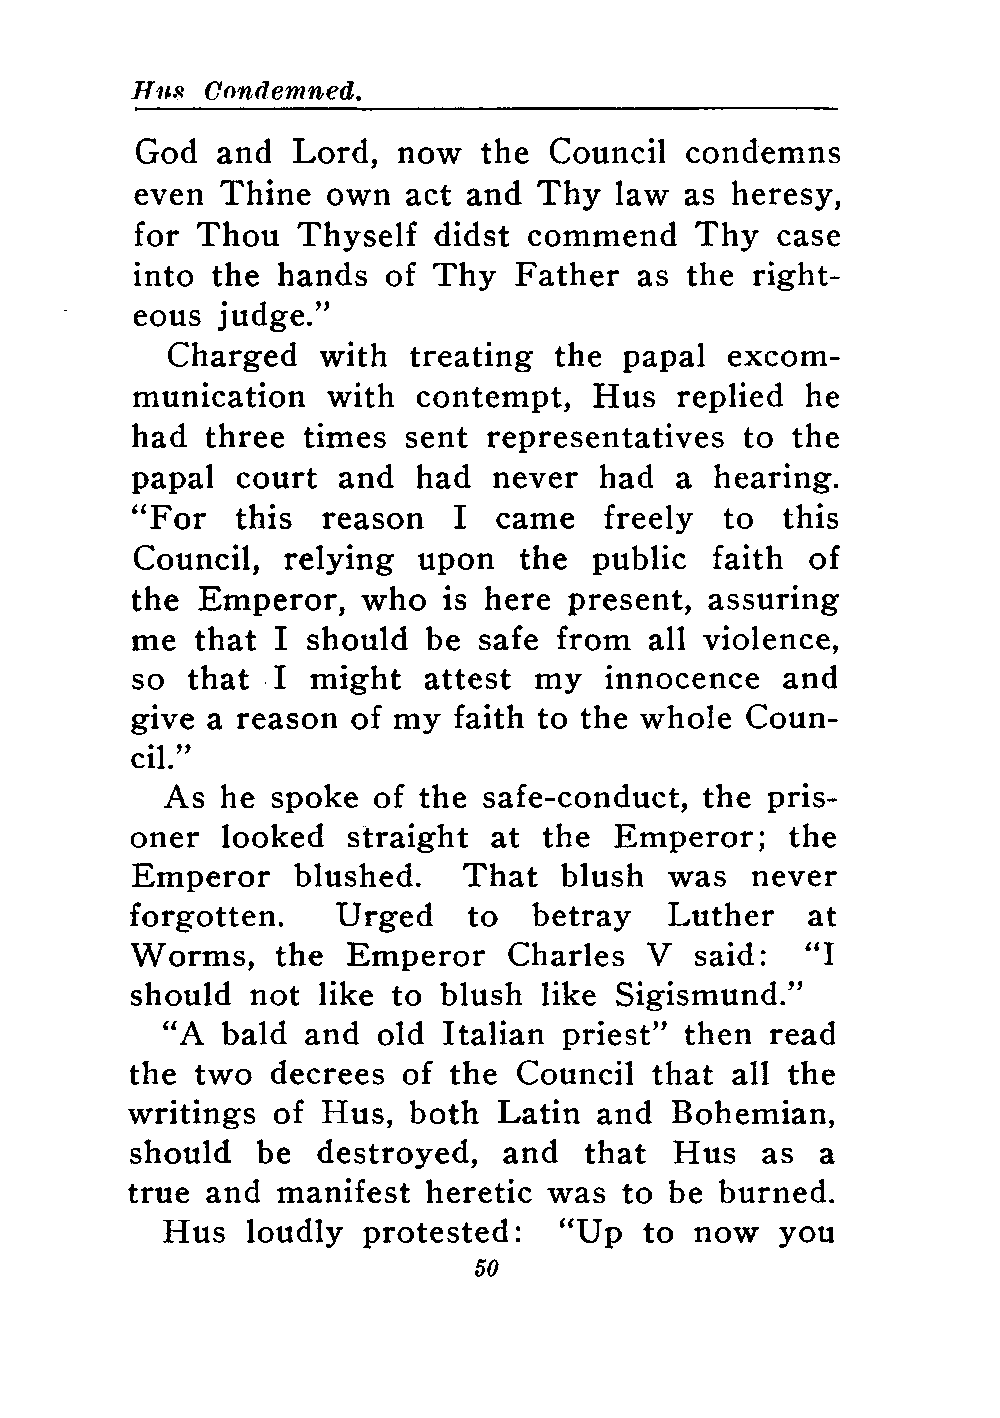 Hus Condemned.
God and Lord, now the Council condemns
even Thine own act and Thy law as heresy,
for Thou Thyself didst commend Thy case
into the hands of Thy Father as the right-
eous judge.”
Charged with treating the papal excom-
munication with contempt, Hus replied he
had three times sent representatives to the
papal court and had never had a hearing.
“For this reason I came freely to this
Council, relying upon the public faith of
the Emperor, who is here present, assuring
me that I should be safe from all violence,
so that I might attest my innocence and
give a reason of my faith to the whole Coun-
cil.”
As he spoke of the safe-conduct, the pris-
oner looked straight at the Emperor; the
Emperor blushed. That blush was never
forgotten. Urged to betray Luther at
Worms, the Emperor Charles V said: “I
should not like to blush like Sigismund.”
“A bald and old Italian priest” then read
the two decrees of the Council that all the
writings of Hus, both Latin and Bohemian,
should be destroyed, and that Hus as a
true and manifest heretic was to be burned.
Hus loudly protested: “Up to now you
50